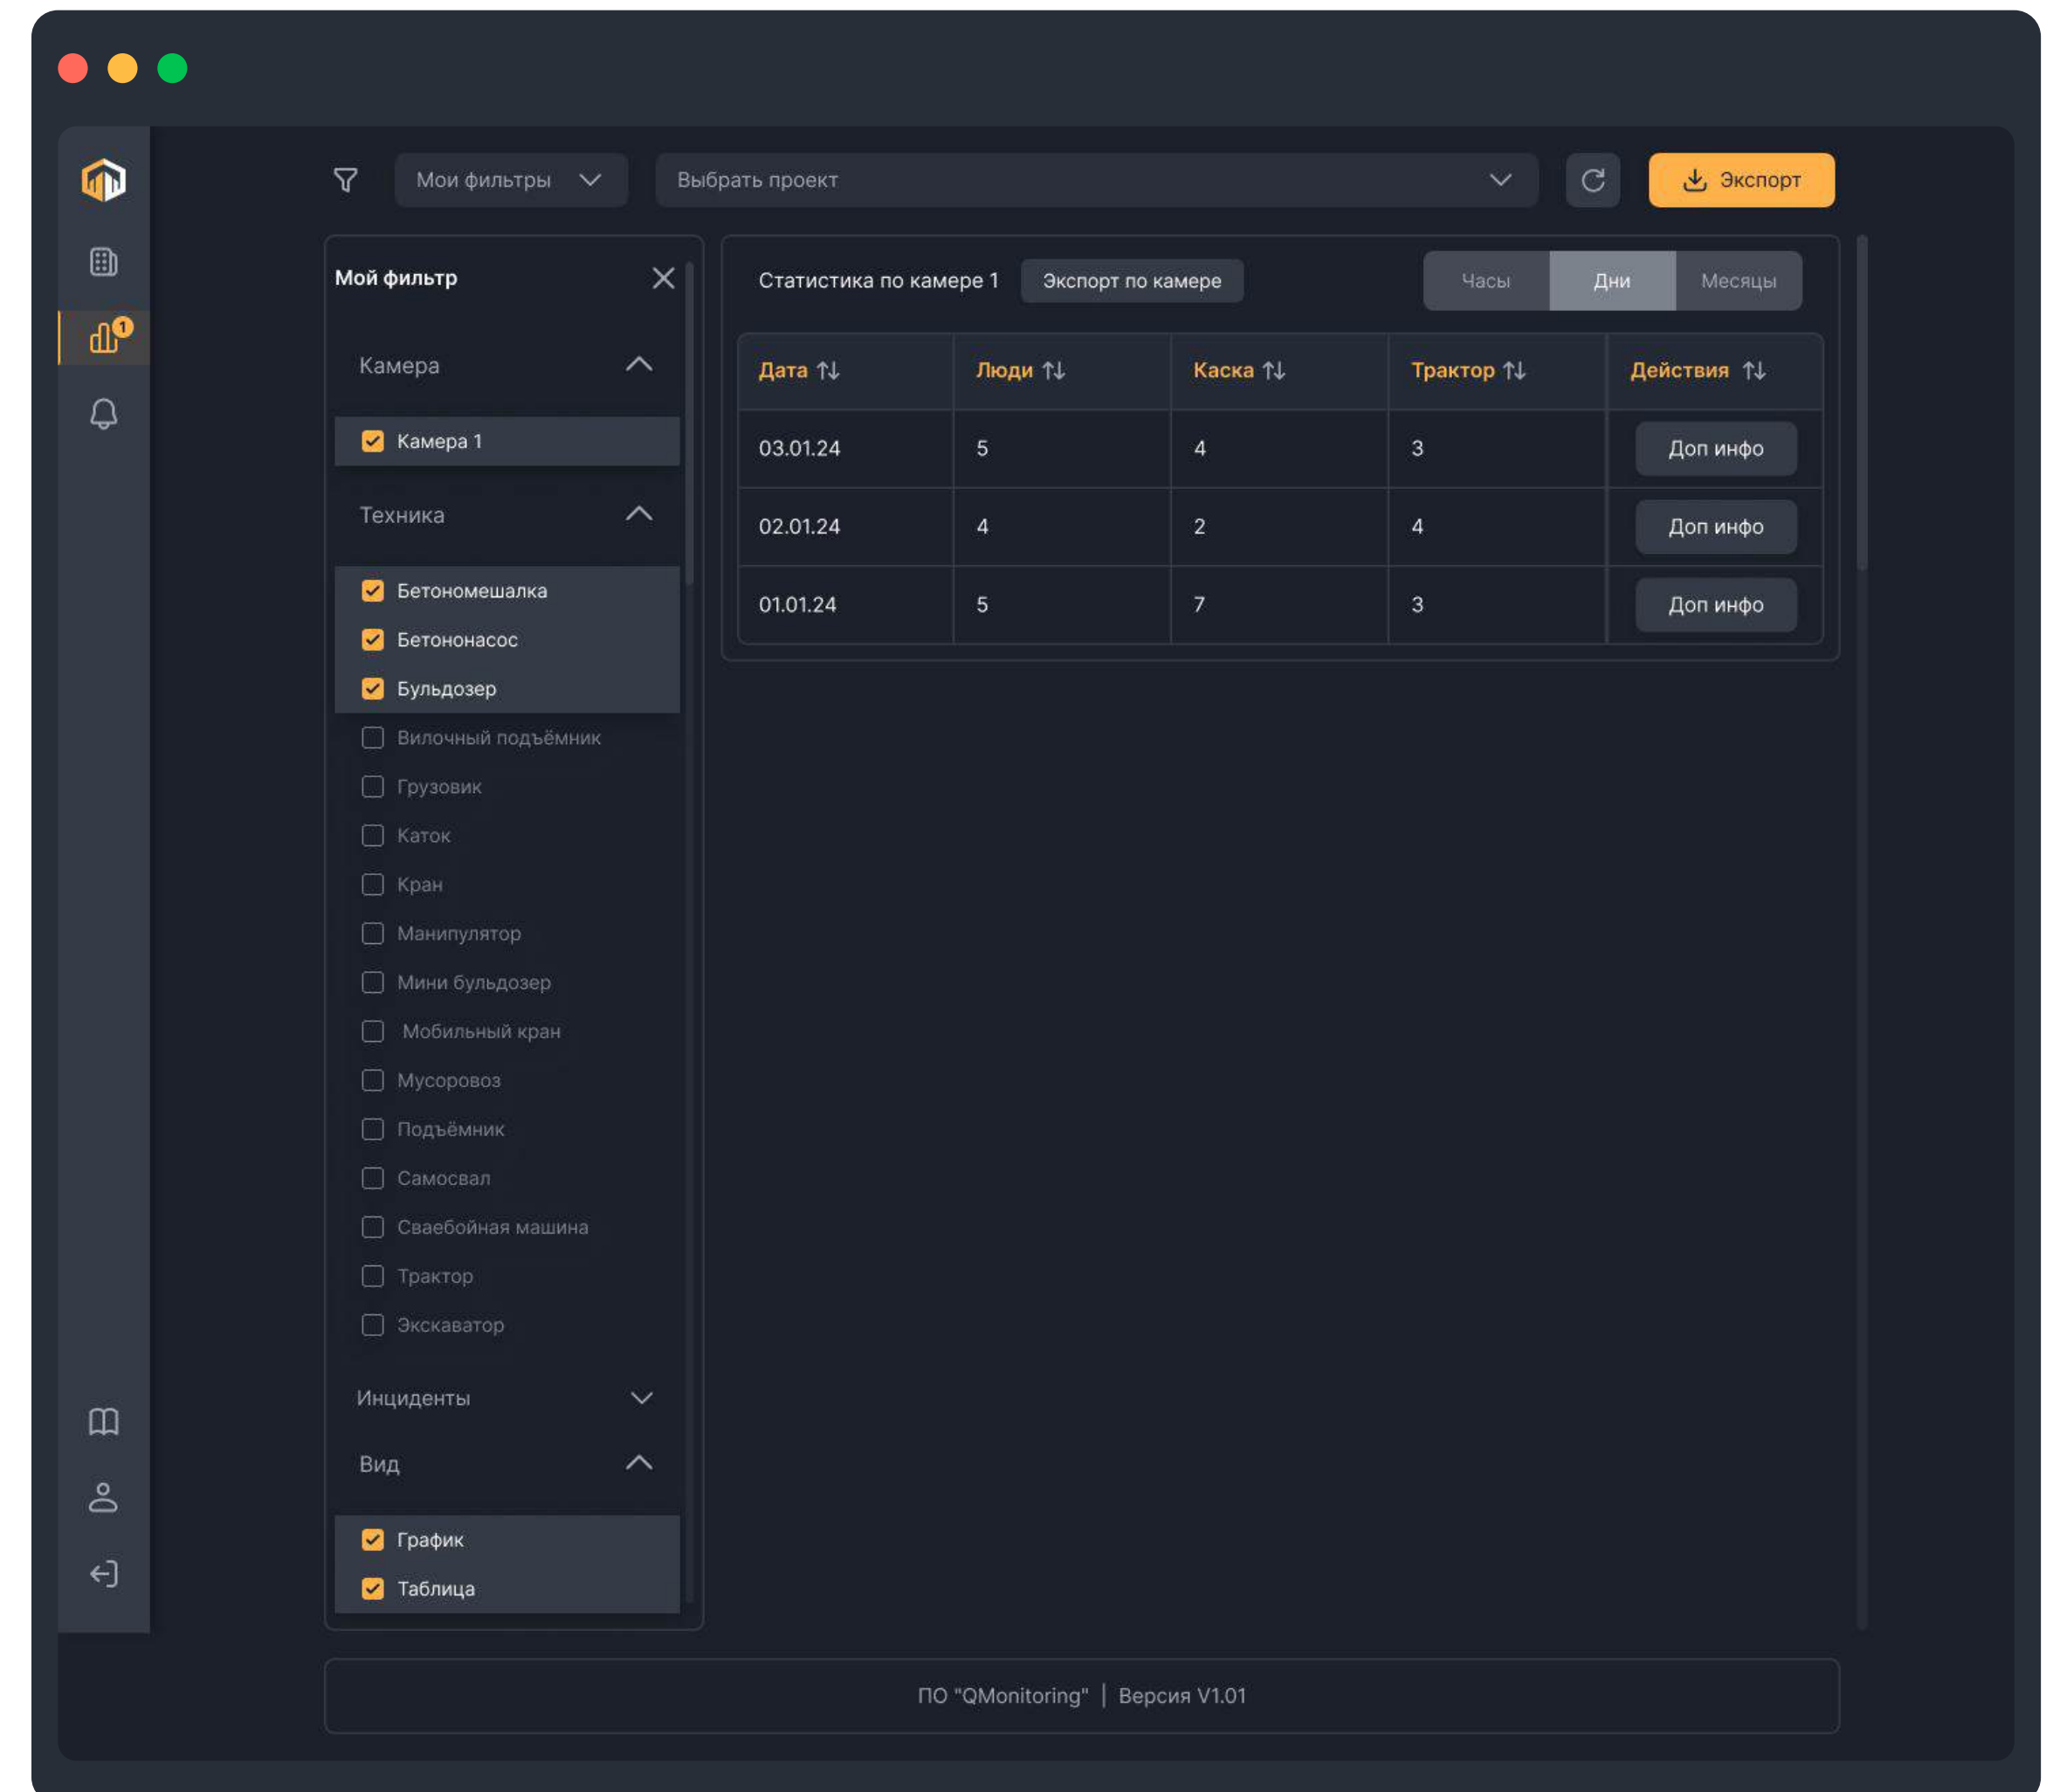 Мои фильтры
Выбрать проект
Экспорт
1
Мой фильтр
Камера
Камера 1
Техника
Бетономешалка
Бетононасос
Бульдозер
Вилочный подъёмник
Грузовик
Каток
Кран
Манипулятор
Мини бульдозер
Мобильный кран
Мусоровоз
Подъёмник
Самосвал
Сваебойная машина
Трактор
Экскаватор
Инциденты
Вид
График
Таблица
Статистика по камере 1 Экспорт по камере Часы Дни Месяцы
Дата Люди Каска Трактор Действия
03.01.24 5 4 3 Доп инфо
02.01.24 4 2 4 Доп инфо
01.01.24 5 7 3 Доп инфо
ПО "QMonitoring" | Версия V1.01